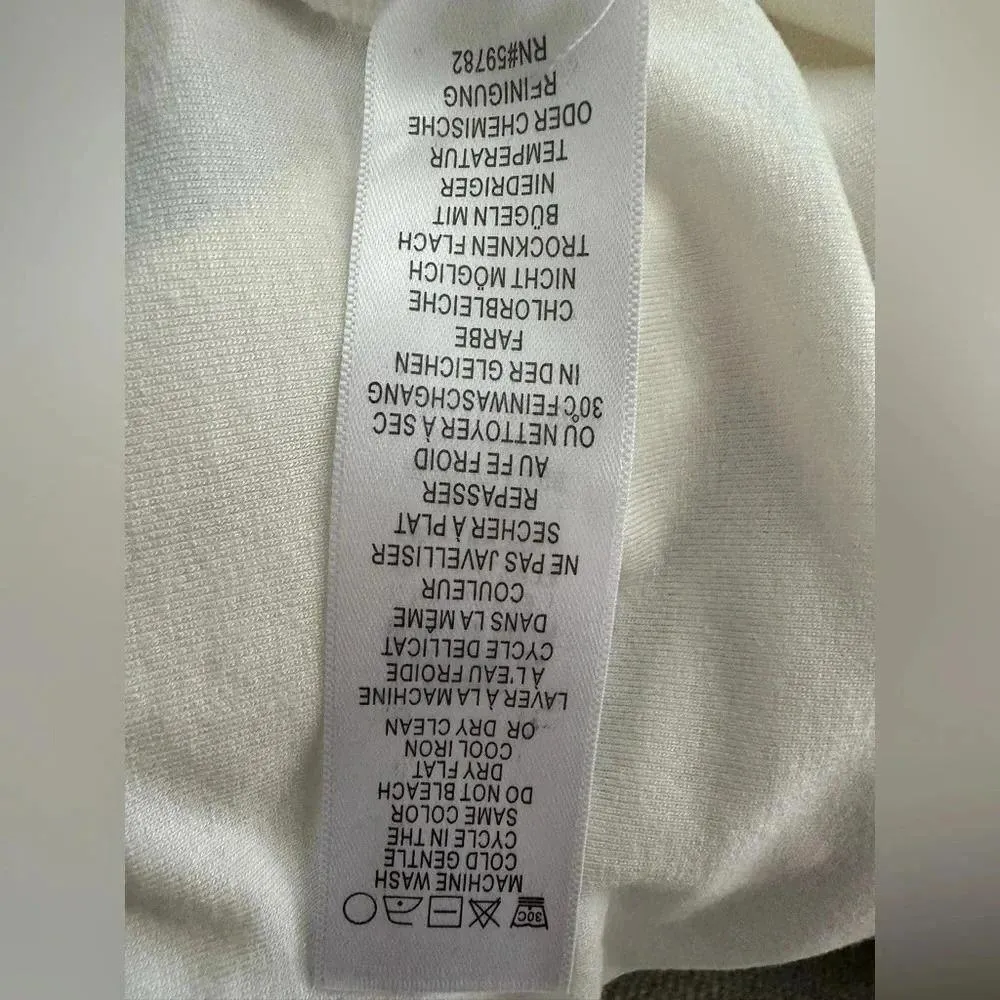 30C
MACHINE WASH
COLD GENTLE
CYCLE IN THE
SAME COLOR
DO NOT BLEACH
DRY FLAT
COOL IRON
OR DRY CLEAN
LAVER À LA MACHINE
À L'EAU FROIDE
CYCLE DELLICAT
DANS LA MÊME
COULEUR
NE PAS JAVELLISER
SECHER À PLAT
REPASSER
AU FE FROID
OÙ NETTOYER À SEC
30°C FEINWASCHGANG
IN DER GLEICHEN
FARBE
CHLORBLEICHE
NICHT MÖGLICH
TROCKNEN FLACH
BÜGELN MIT
NIEDRIGER
TEMPERATUR
ODER CHEMISCHE
RFINIGUNG
RN#59782